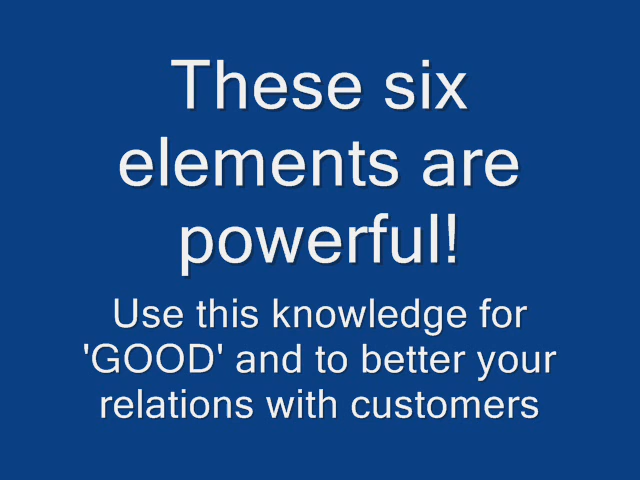 These six
elements are
powerful!
Use this knowledge for
'GOOD' and to better your
relations with customers